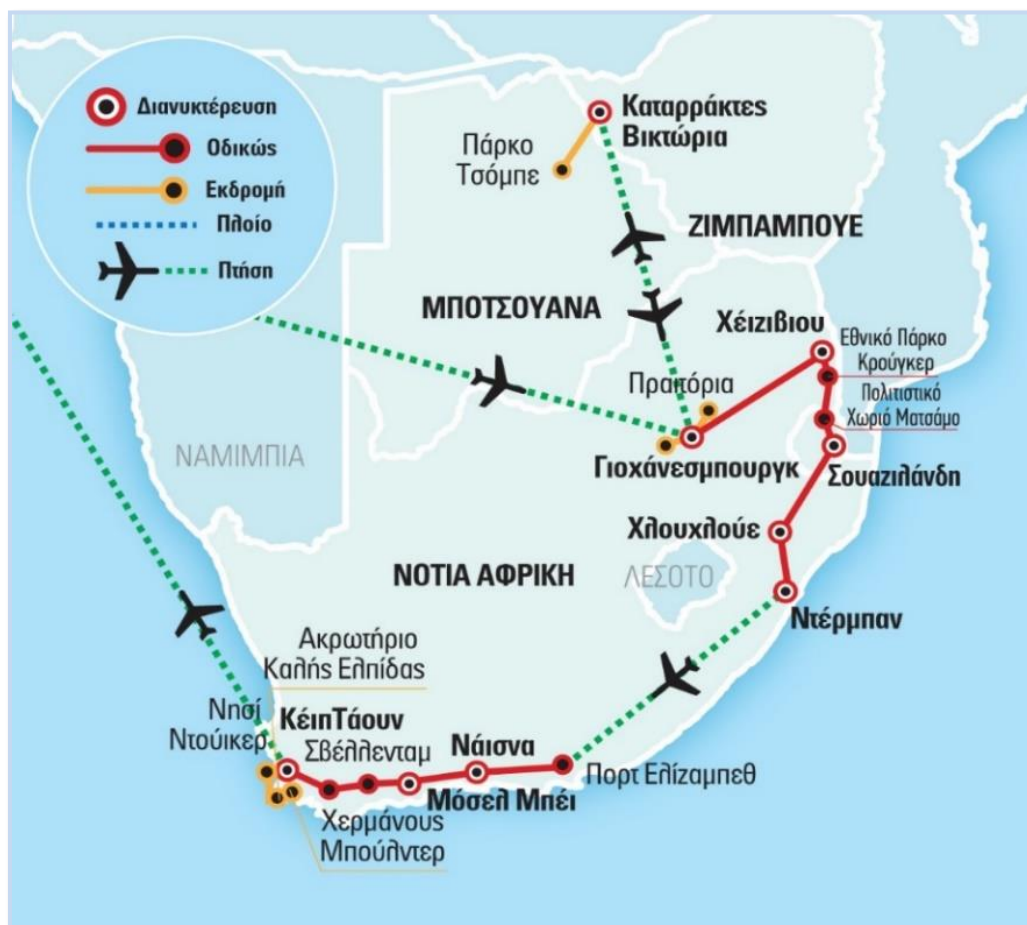 Διανυκτέρευση
Οδικώς
Εκδρομή
Πλοίο
Πτήση
Καταρράκτες
Βικτώρια
Πάρκο
Τσόμπε
ΖΙΜΠΑΜΠΟΥΕ
ΜΠΟΤΣΟΥΑΝΑ
Χέιζιβιου
Εθνικό Πάρκο
Κρούγκερ
Πραιτόρια
Πολιτιστικό
Χωριό Ματσάμο
ΝΑΜΙΜΠΙΑ
Γιοχάνεσμπουργκ
Σουαζιλάνδη
Χλουχλούε
ΝΟΤΙΑ ΑΦΡΙΚΗ
ΛΕΣΟΤΟ
Ντέρμπαν
Ακρωτήριο
Καλής Ελπίδας
Νησί
Ντούικερ
ΚέιπΤάουν
Σβέλλενταμ
Νάισνα
Πορτ Ελίζαμπεθ
Μόσελ Μπέι
Χερμάνους
Μπούλντερ